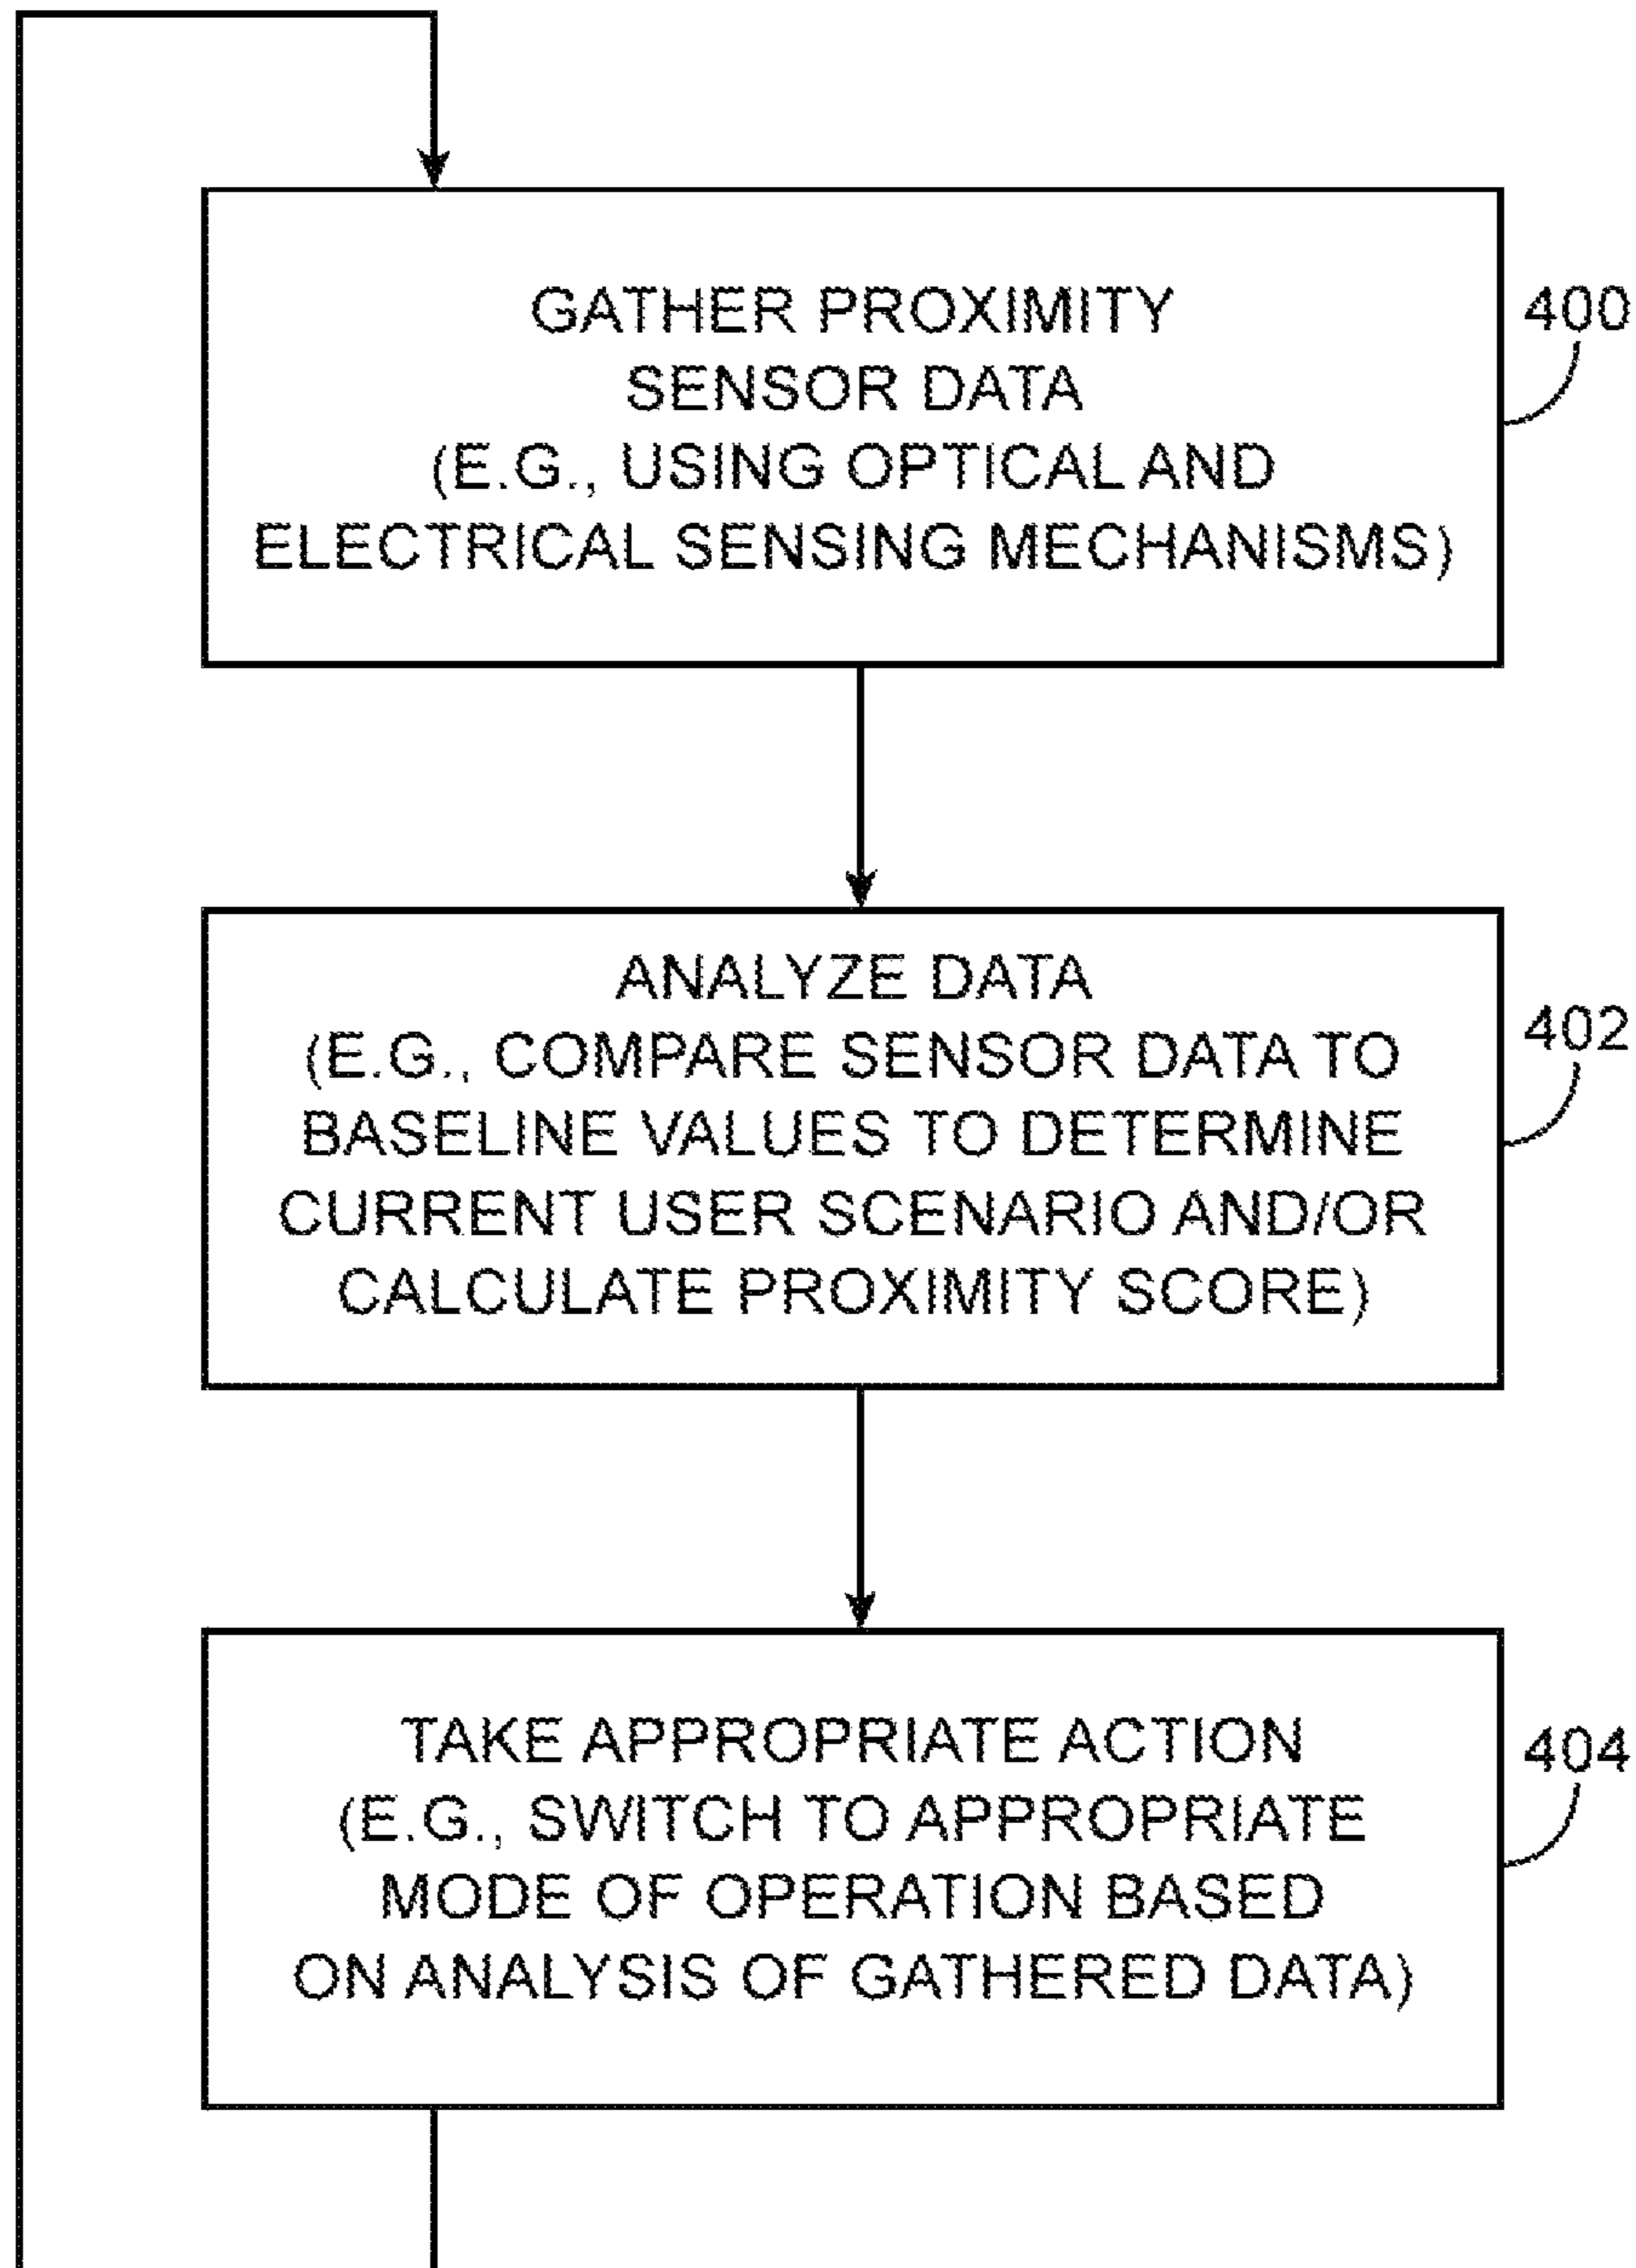 GATHER PROXIMITY
SENSOR DATA
(E.G., USING OPTICAL AND
ELECTRICAL SENSING MECHANISMS)
400
ANALYZE DATA
(E.G., COMPARE SENSOR DATA TO
BASELINE VALUES TO DETERMINE
CURRENT USER SCENARIO AND/OR
CALCULATE PROXIMITY SCORE)
402
TAKE APPROPRIATE ACTION
(E.G., SWITCH TO APPROPRIATE
MODE OF OPERATION BASED
ON ANALYSIS OF GATHERED DATA)
404